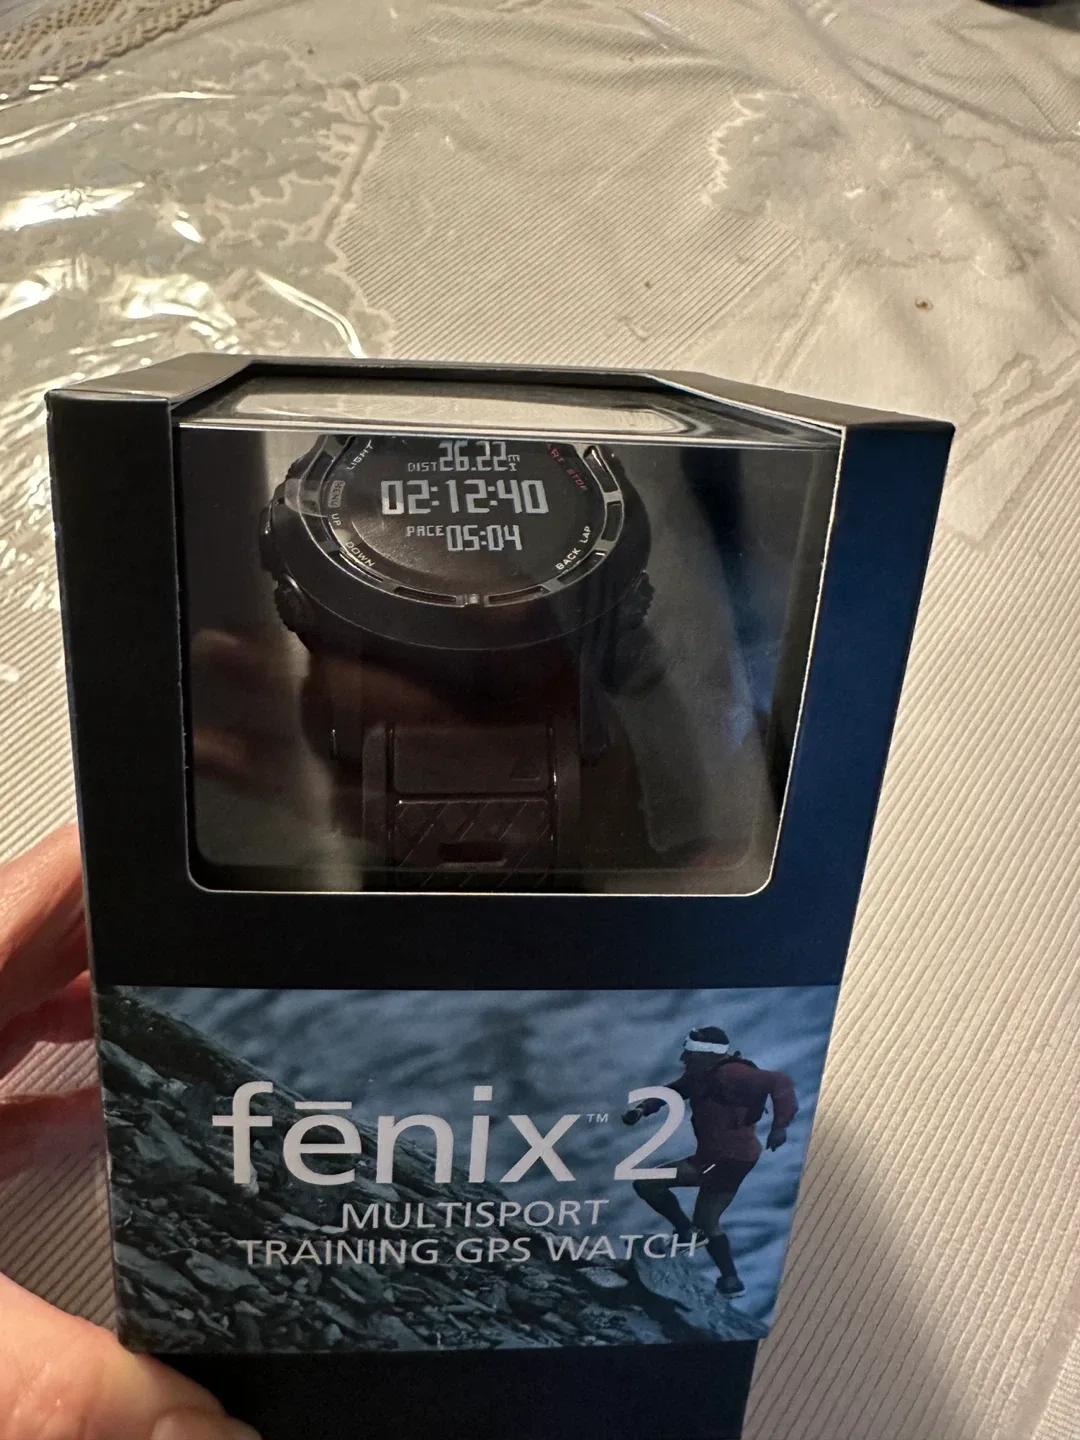 LIGHT
DIST 26.22 mi
MENU
UP
02:12:40
PACE 05:04
DOWN
BACK LAP
STOP
fēnix™ 2
MULTISPORT
TRAINING GPS WATCH